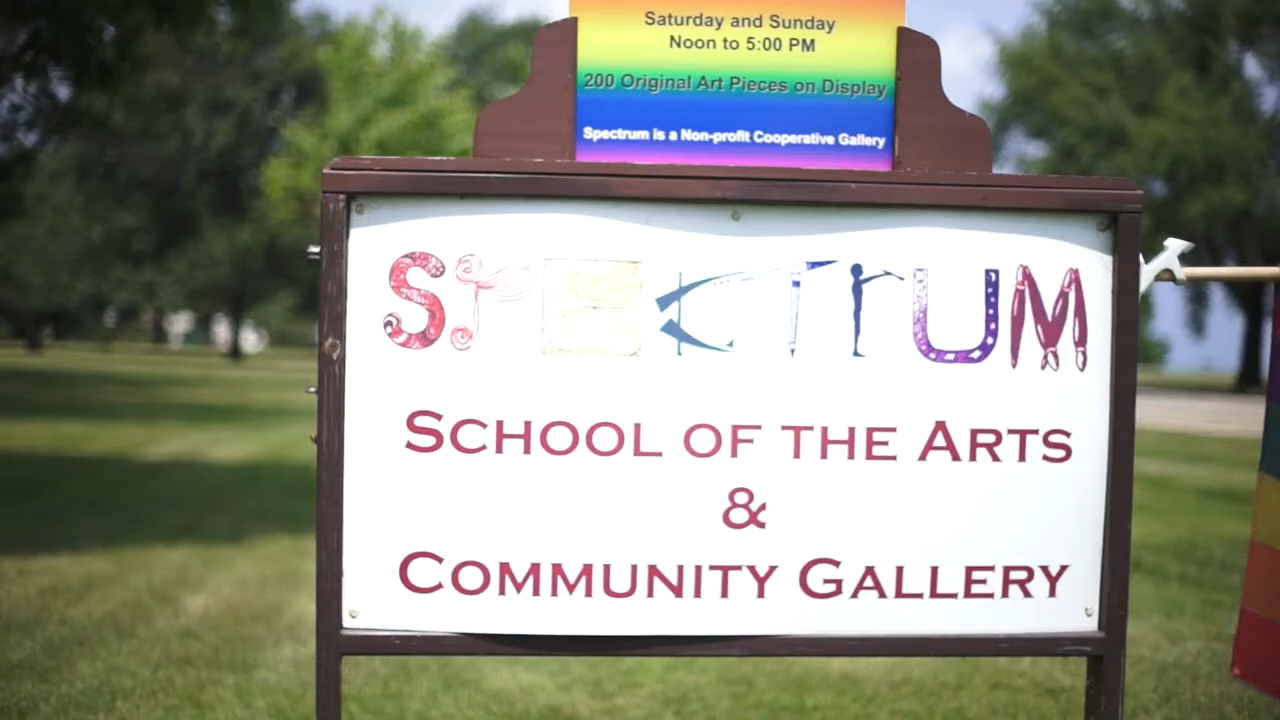 Saturday and Sunday
Noon to 5:00 PM
200 Original Art Pieces on Display
Spectrum is a Non-profit Cooperative Gallery
SPECTRUM
SCHOOL OF THE ARTS
&
COMMUNITY GALLERY